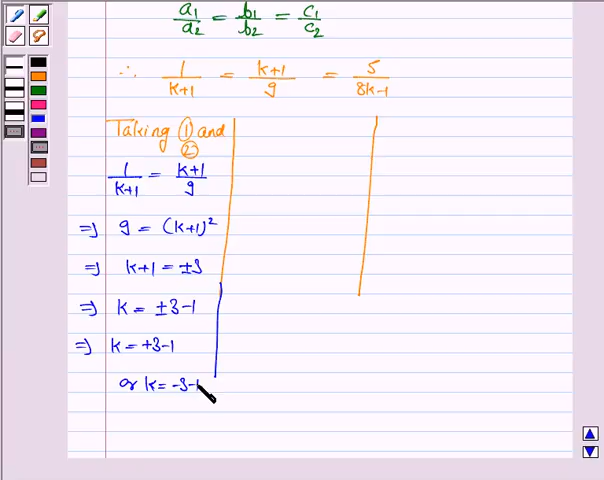 a₁/a₂ = b₁/b₂ = c₁/c₂
∴ 1/(k+1) = (k+1)/9 = 5/(8k-1)
Taking ① and
②
1/(k+1) = (k+1)/9
⇒ 9 = (k+1)²
⇒ k+1 = ±3
⇒ k = ±3-1
⇒ k = +3-1
or k = -3-1